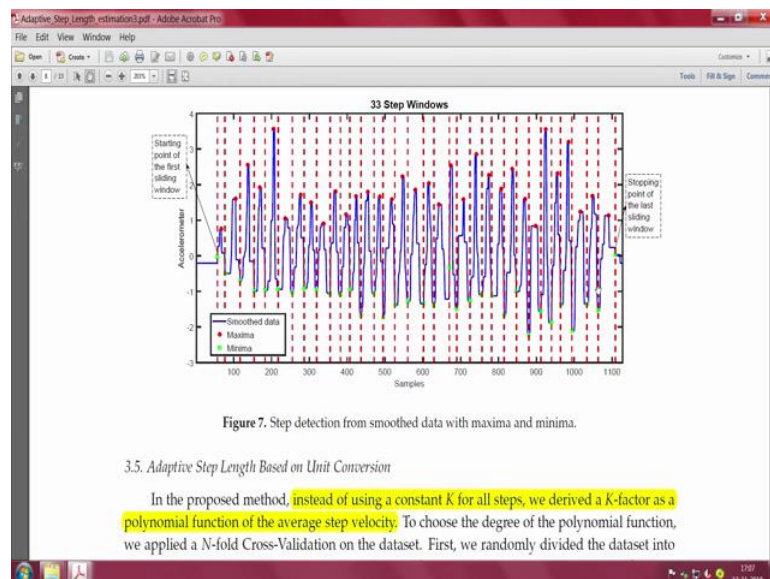 Adaptive_Step_Length_estimation3.pdf - Adobe Acrobat Pro
File Edit View Window Help
Open Create Customize
8 / 33 205% Tools Fill & Sign Comment
33 Step Windows
Starting
point of
the first
sliding
window
Stopping
point of
the last
sliding
window
4
3
2
1
0
-1
-2
-3
Accelerometer
Smoothed data
Maxima
Minima
100 200 300 400 500 600 700 800 900 1000 1100
Samples
Figure 7. Step detection from smoothed data with maxima and minima.
3.5. Adaptive Step Length Based on Unit Conversion
In the proposed method, instead of using a constant K for all steps, we derived a K-factor as a
polynomial function of the average step velocity. To choose the degree of the polynomial function,
we applied a N-fold Cross-Validation on the dataset. First, we randomly divided the dataset into
17:07